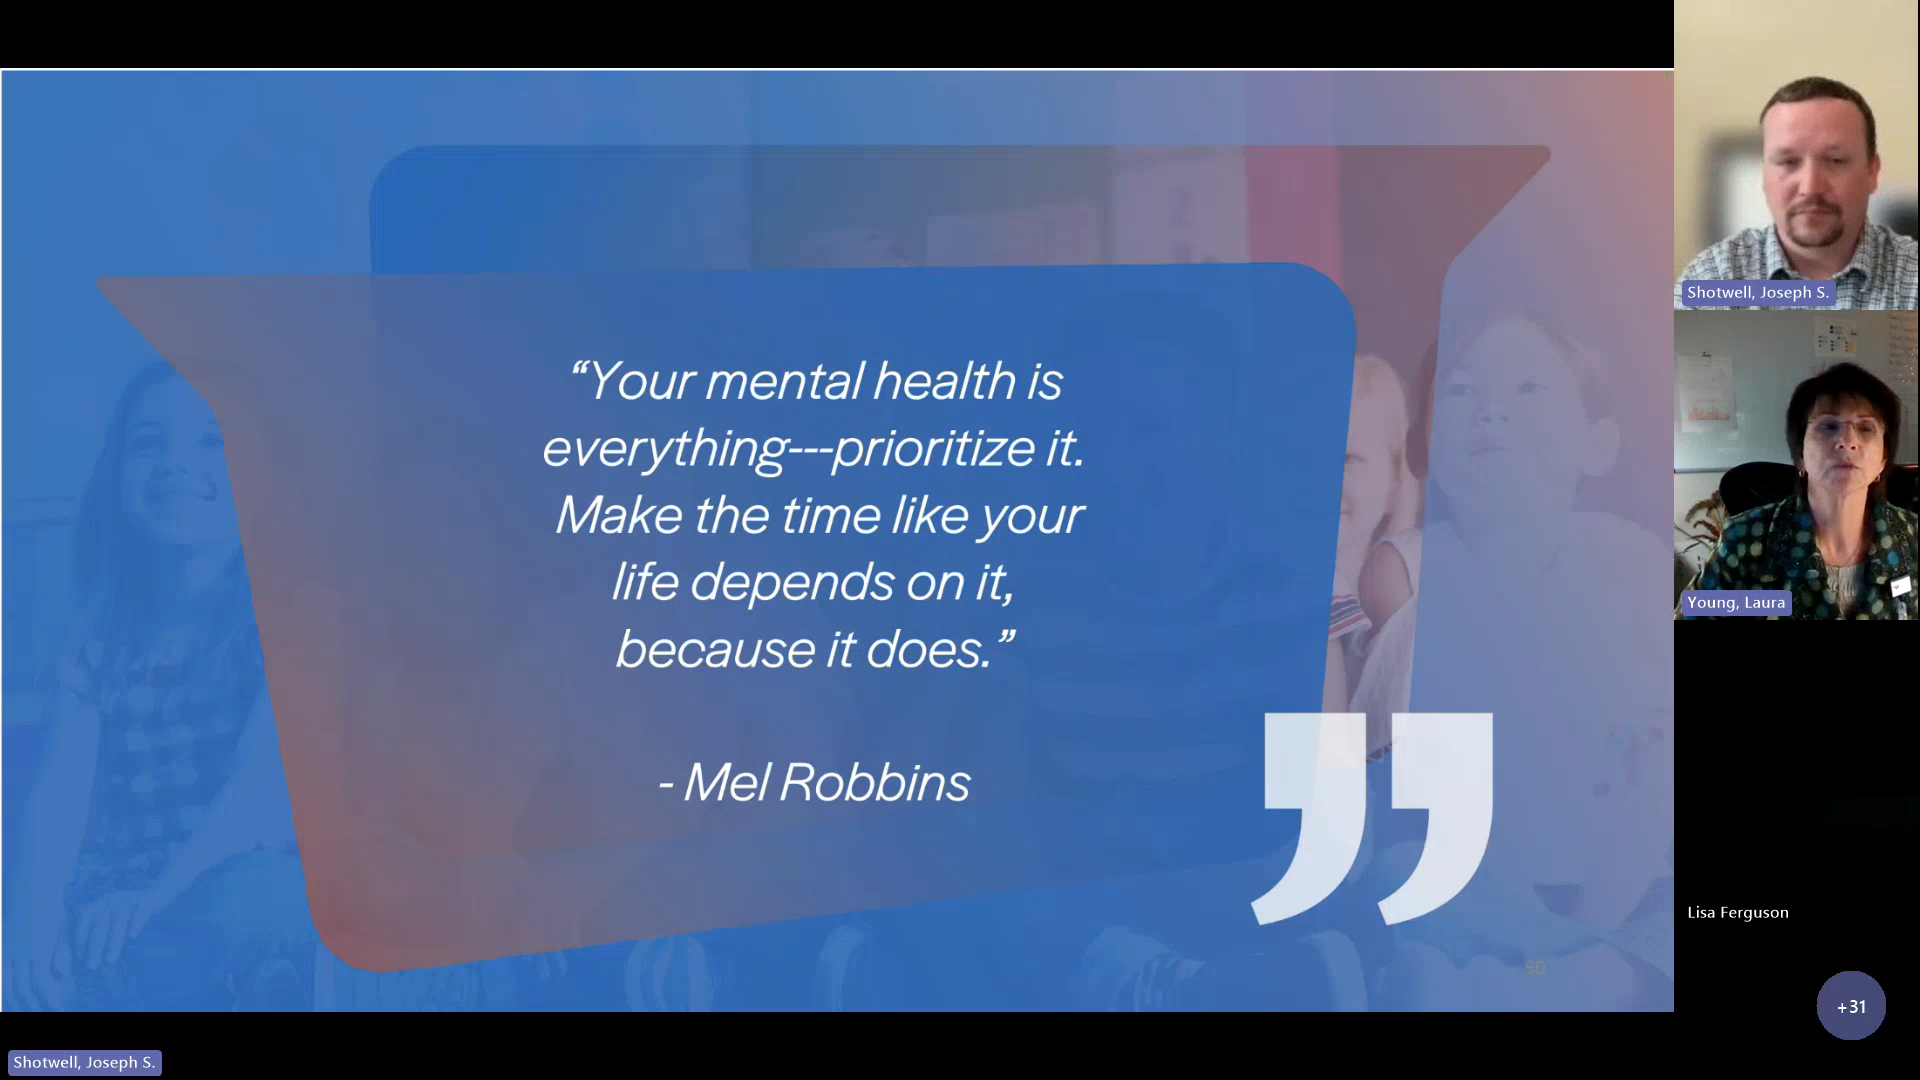 “Your mental health is
everything---prioritize it.
Make the time like your
life depends on it,
because it does.”
- Mel Robbins
50
Shotwell, Joseph S.
Young, Laura
Lisa Ferguson
+31
Shotwell, Joseph S.